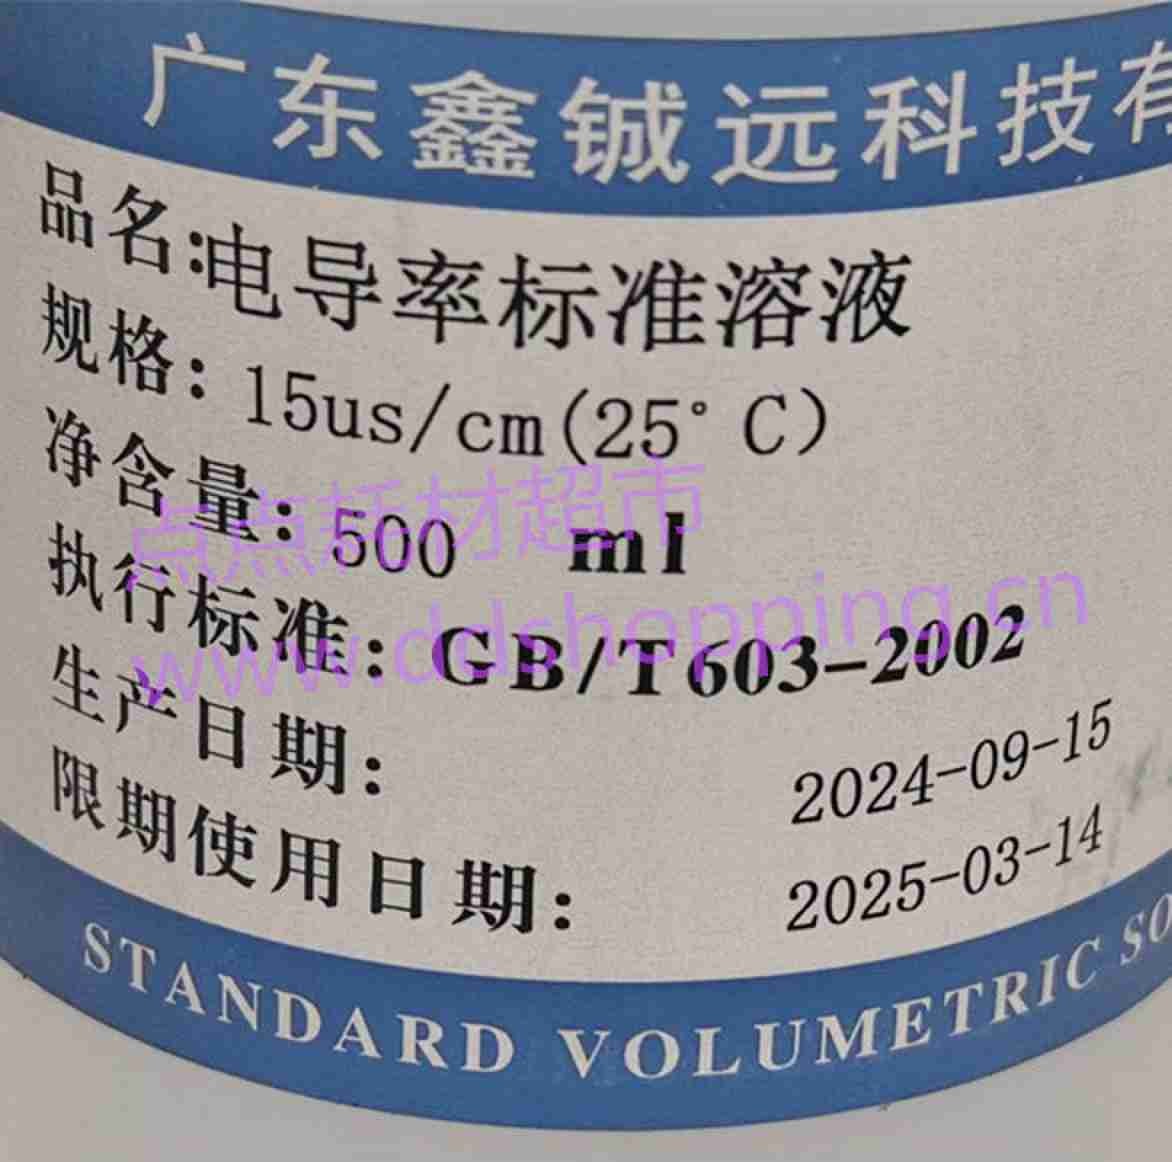 广东鑫铖远科技有
品名:电导率标准溶液
规格: 15us/cm(25°C)
净含量: 500 ml
点点耗材超市
执行标准: GB/T603-2002
www.ddshopping.cn
生产日期: 2024-09-15
限期使用日期: 2025-03-14
STANDARD VOLUMETRIC SO